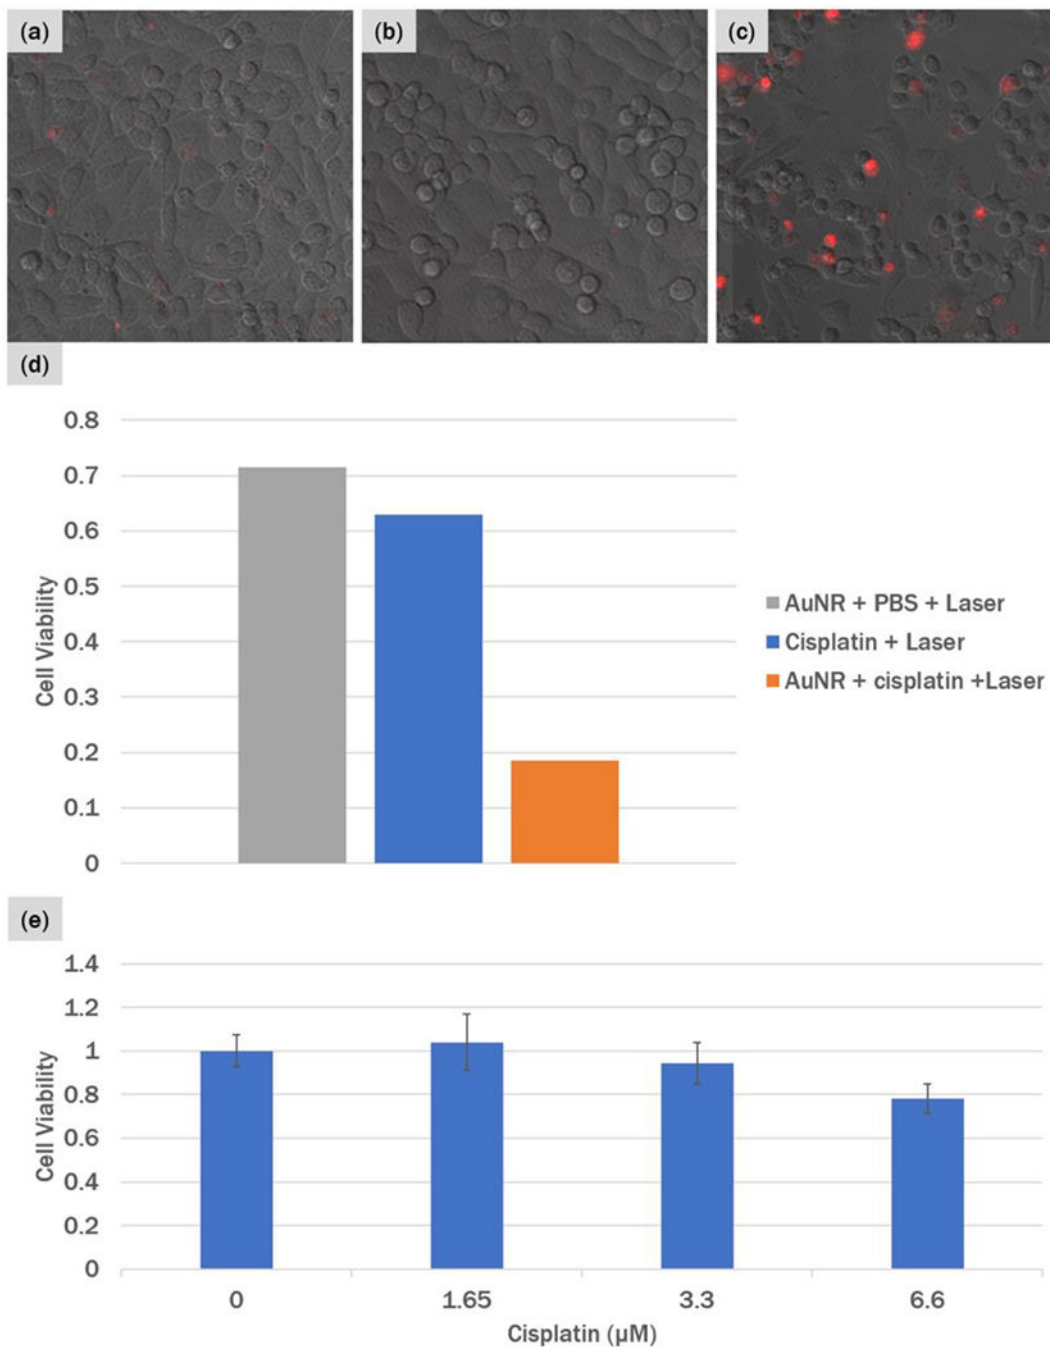 (a)
(b)
(c)
(d)
0.8
0.7
0.6
0.5
0.4
0.3
0.2
0.1
0
Cell Viability
AuNR + PBS + Laser
Cisplatin + Laser
AuNR + cisplatin +Laser
(e)
1.4
1.2
1
0.8
0.6
0.4
0.2
0
Cell Viability
0
1.65
3.3
6.6
Cisplatin (µM)